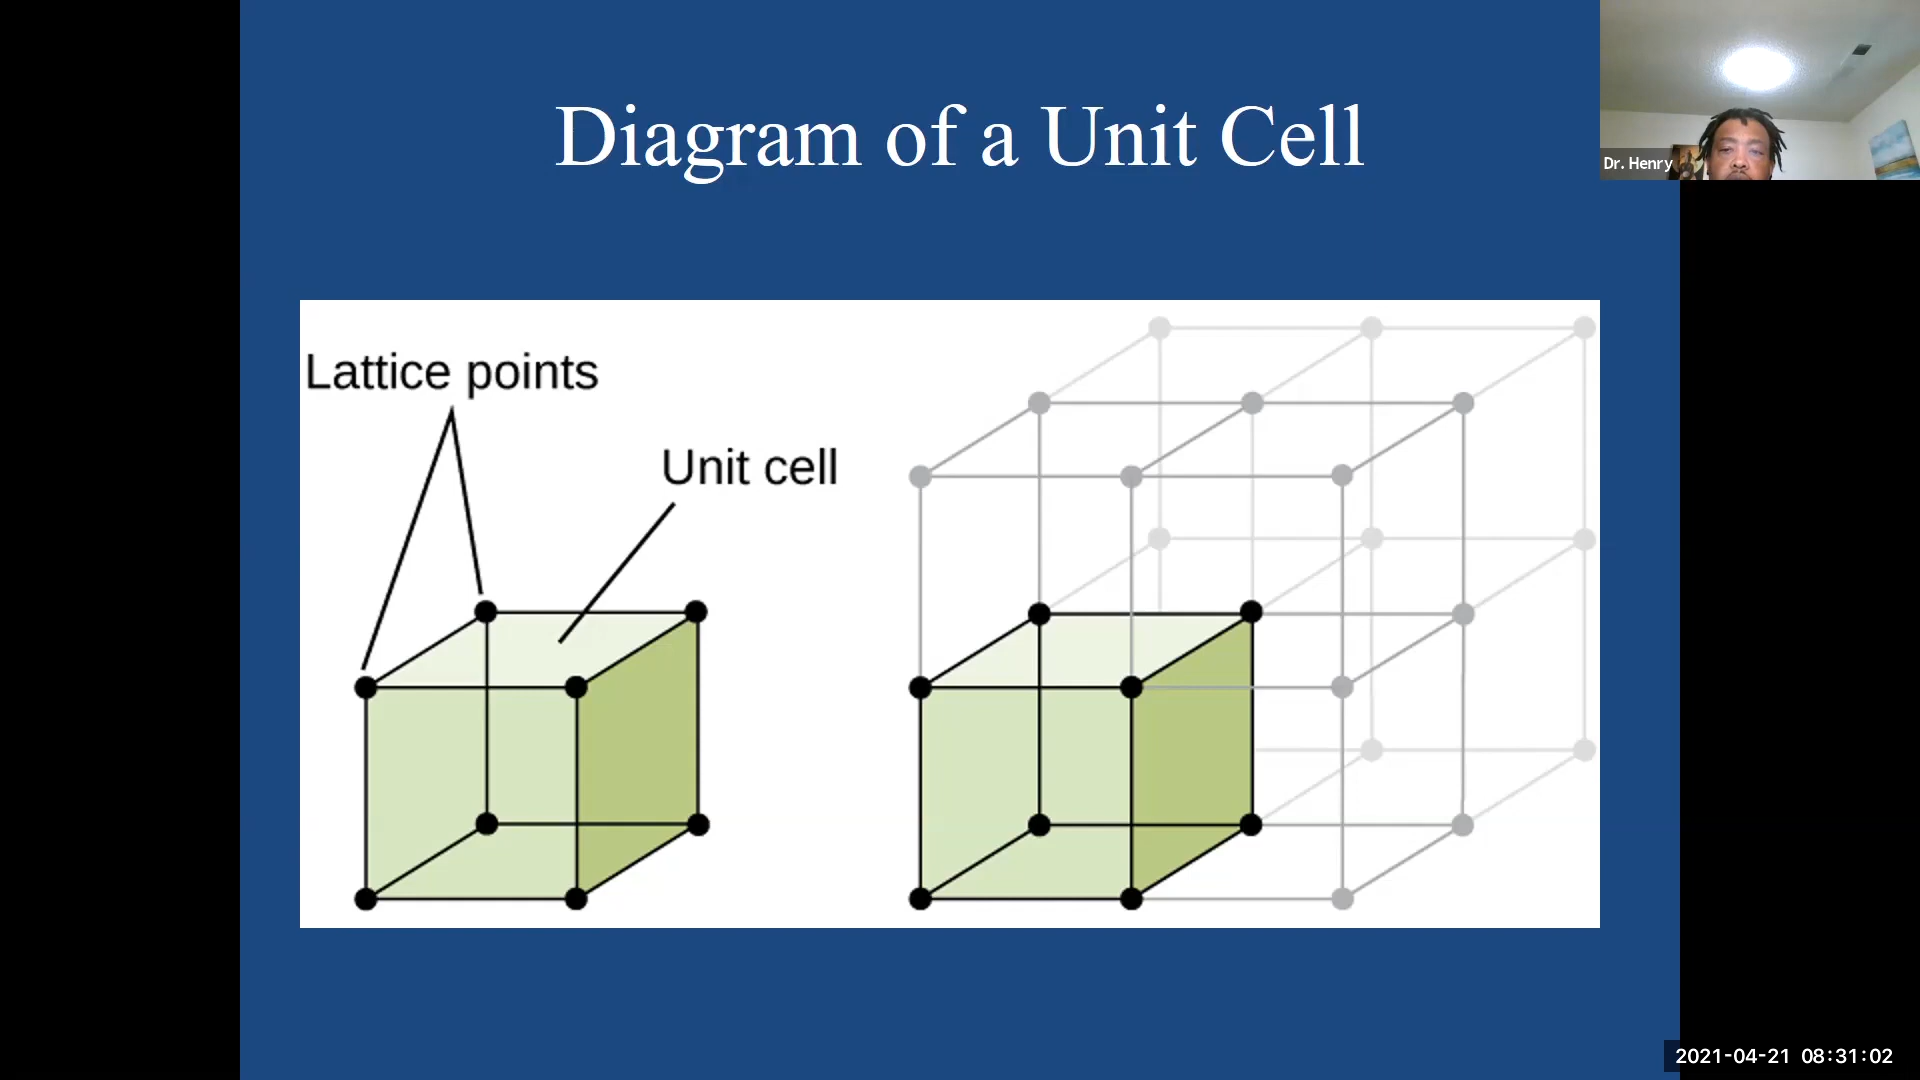 Diagram of a Unit Cell
Dr. Henry
Lattice points
Unit cell
2021-04-21 08:31:02